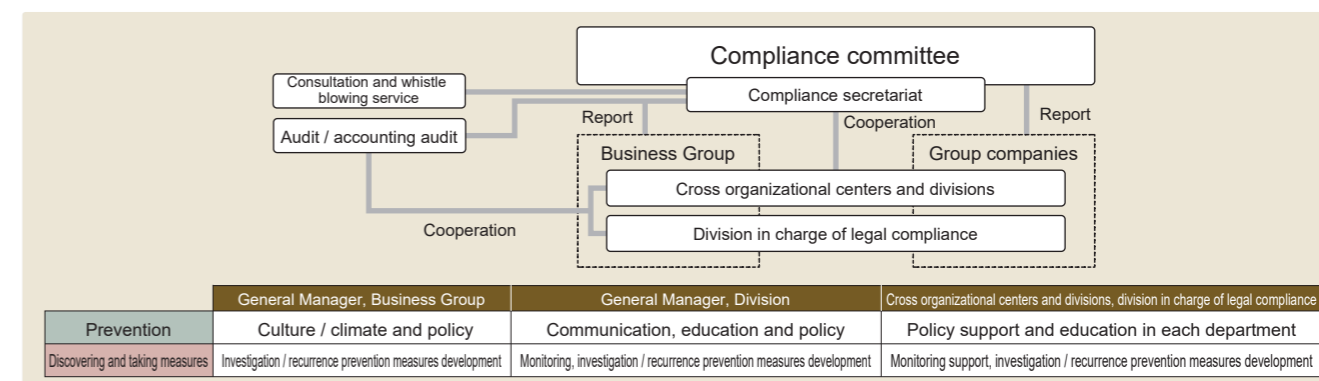 Compliance committee
Consultation and whistle
blowing service
Compliance secretariat
Audit / accounting audit
Report
Cooperation
Report
Business Group
Group companies
Cross organizational centers and divisions
Cooperation
Division in charge of legal compliance
General Manager, Business Group
General Manager, Division
Cross organizational centers and divisions, division in charge of legal compliance
Prevention
Culture / climate and policy
Communication, education and policy
Policy support and education in each department
Discovering and taking measures
Investigation / recurrence prevention measures development
Monitoring, investigation / recurrence prevention measures development
Monitoring support, investigation / recurrence prevention measures development